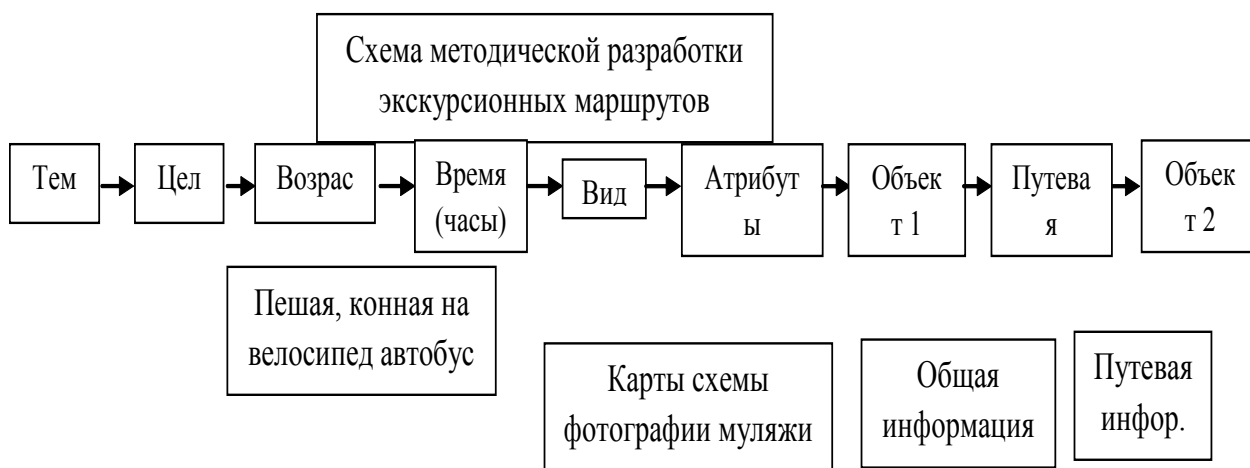 Схема методической разработки
экскурсионных маршрутов
Тем
Цел
Возрас
Время
(часы)
Вид
Атрибут
ы
Объек
т 1
Путева
я
Объек
т 2
Пешая, конная на
велосипед автобус
Карты схемы
фотографии муляжи
Общая
информация
Путевая
инфор.